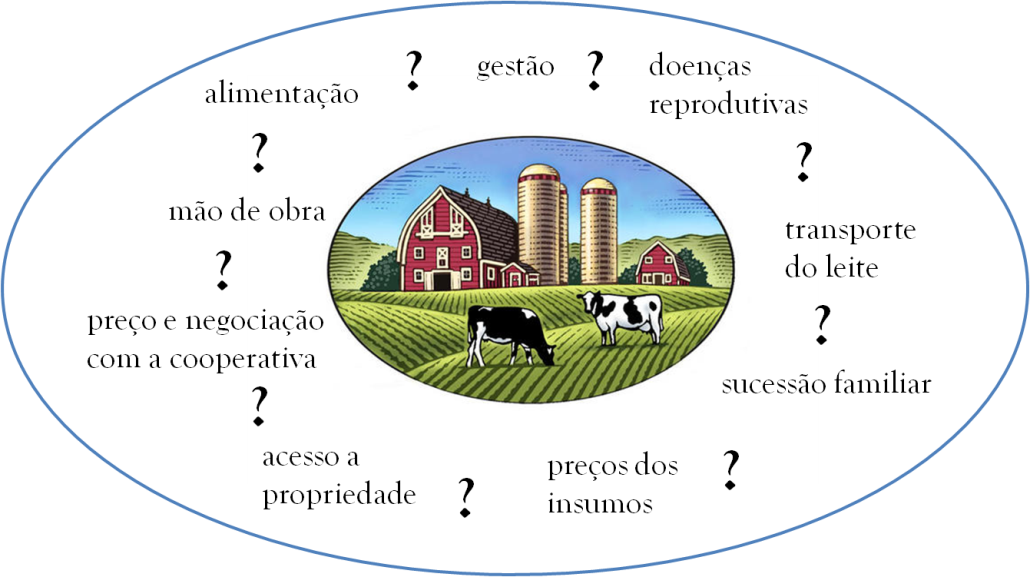 ? gestão ? doenças
reprodutivas
alimentação
?
?
mão de obra
transporte
do leite
?
preço e negociação
com a cooperativa
?
sucessão familiar
?
acesso a
propriedade
?
preços dos
insumos
?